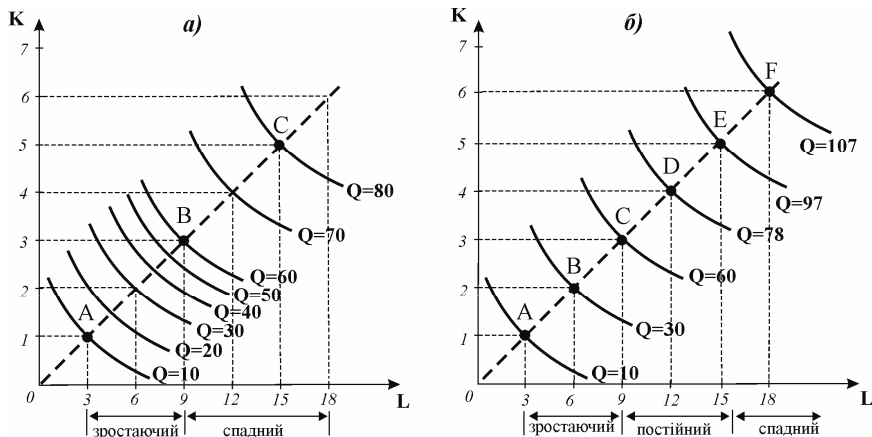 а)
K
7
6
5
4
3
2
1
0
3
6
9
12
15
18
L
A
B
C
Q=10
Q=20
Q=30
Q=40
Q=50
Q=60
Q=70
Q=80
зростаючий
спадний
б)
K
7
6
5
4
3
2
1
0
3
6
9
12
15
18
L
A
B
C
D
E
F
Q=10
Q=30
Q=60
Q=78
Q=97
Q=107
зростаючий
постійний
спадний